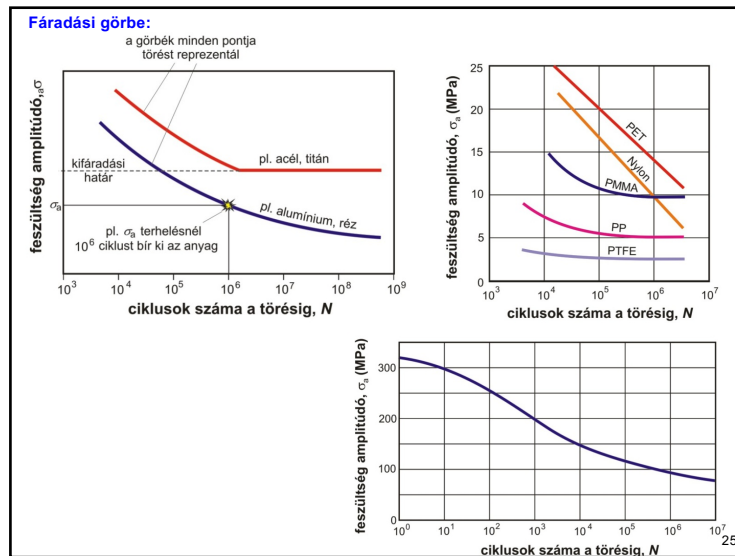 Fáradási görbe:
a görbék minden pontja
törést reprezentál
feszültség amplitúdó,ₐσ
kifáradási
határ
σₐ
pl. acél, titán
pl. alumínium, réz
pl. σₐ terhelésnél
10⁶ ciklust bír ki az anyag
10³ 10⁴ 10⁵ 10⁶ 10⁷ 10⁸ 10⁹
ciklusok száma a törésig, N
feszültség amplitúdó, σₐ (MPa)
25
20
15
10
5
0
PET
Nylon
PMMA
PP
PTFE
10³ 10⁴ 10⁵ 10⁶ 10⁷
ciklusok száma a törésig, N
feszültség amplitúdó, σₐ (MPa)
300
200
100
0
10⁰ 10¹ 10² 10³ 10⁴ 10⁵ 10⁶ 10⁷
ciklusok száma a törésig, N
25